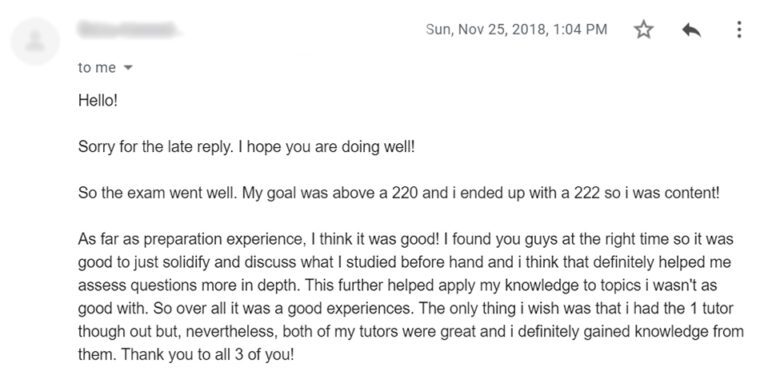 Sun, Nov 25, 2018, 1:04 PM
to me
Hello!
Sorry for the late reply. I hope you are doing well!
So the exam went well. My goal was above a 220 and i ended up with a 222 so i was content!
As far as preparation experience, I think it was good! I found you guys at the right time so it was
good to just solidify and discuss what I studied before hand and i think that definitely helped me
assess questions more in depth. This further helped apply my knowledge to topics i wasn't as
good with. So over all it was a good experiences. The only thing i wish was that i had the 1 tutor
though out but, nevertheless, both of my tutors were great and i definitely gained knowledge from
them. Thank you to all 3 of you!